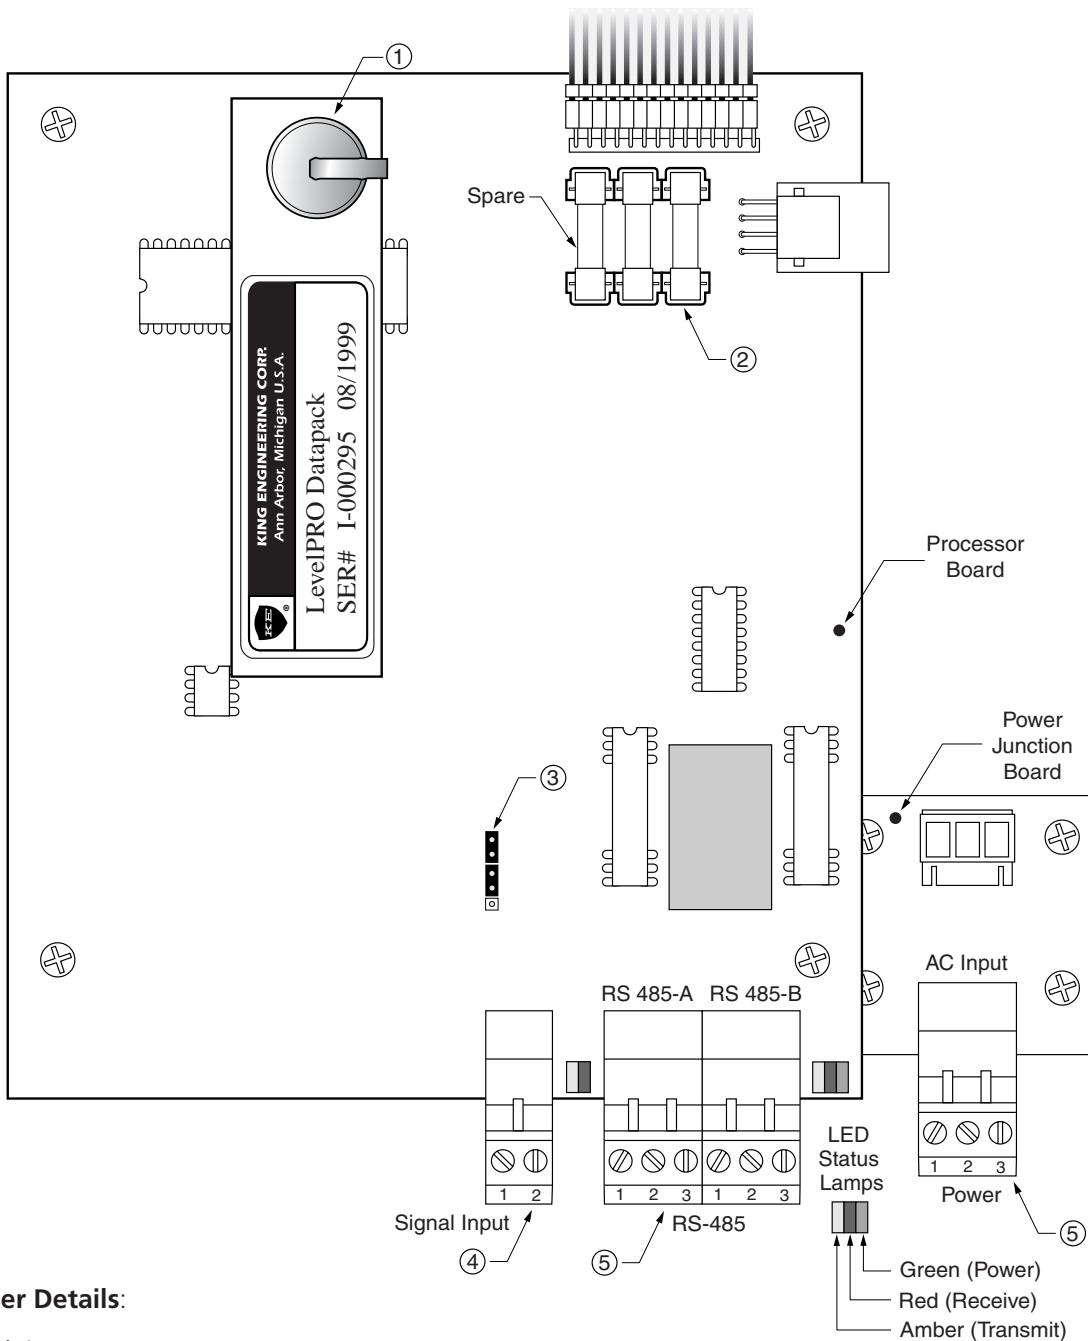 1
Spare
2
KING ENGINEERING CORP.
Ann Arbor, Michigan U.S.A.
LevelPRO Datapack
SER# I-000295 08/1999
KE
®
Processor
Board
Power
Junction
Board
3
AC Input
RS 485-A RS 485-B
LED
Status
Lamps
1 2
1 2 3 1 2 3
1 2 3
Power
Signal Input
RS-485
4
5
5
Green (Power)
Red (Receive)
Amber (Transmit)
er Details: